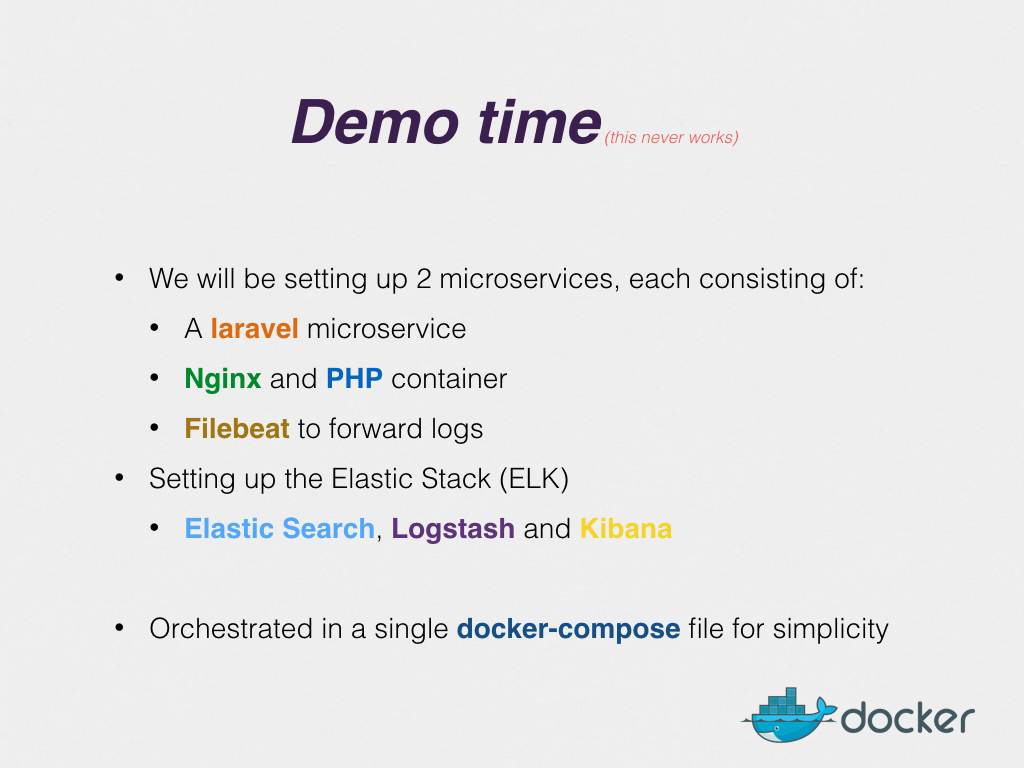 Demo time (this never works)
• We will be setting up 2 microservices, each consisting of:
• A laravel microservice
• Nginx and PHP container
• Filebeat to forward logs
• Setting up the Elastic Stack (ELK)
• Elastic Search, Logstash and Kibana
• Orchestrated in a single docker-compose file for simplicity
docker